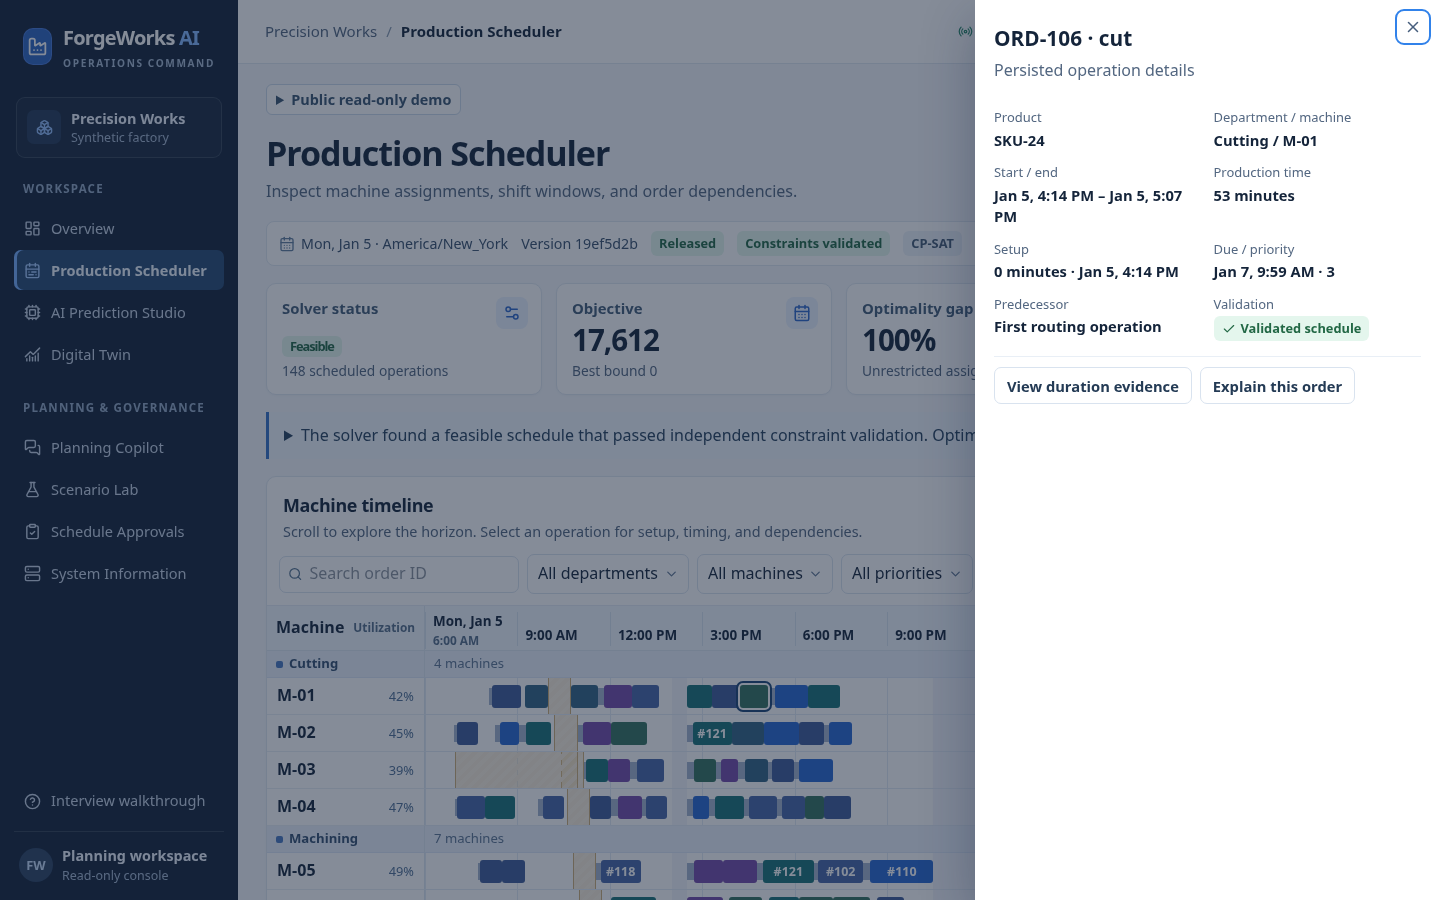 ForgeWorks AI
OPERATIONS COMMAND
Precision Works
Synthetic factory
WORKSPACE
Overview
Production Scheduler
AI Prediction Studio
Digital Twin
PLANNING & GOVERNANCE
Planning Copilot
Scenario Lab
Schedule Approvals
System Information
Interview walkthrough
FW
Planning workspace
Read-only console
Precision Works / Production Scheduler
Public read-only demo
Production Scheduler
Inspect machine assignments, shift windows, and order dependencies.
Mon, Jan 5 · America/New_York Version 19ef5d2b Released Constraints validated CP-SAT
Solver status
Feasible
148 scheduled operations
Objective
17,612
Best bound 0
Optimality gap
100%
Unrestricted
The solver found a feasible schedule that passed independent constraint validation.
Machine timeline
Scroll to explore the horizon. Select an operation for setup, timing, and dependencies.
Search order ID All departments All machines All priorities
Machine Utilization
Mon, Jan 5
6:00 AM 9:00 AM 12:00 PM 3:00 PM 6:00 PM 9:00 PM
Cutting 4 machines
M-01 42%
M-02 45% #121
M-03 39%
M-04 47%
Machining 7 machines
M-05 49% #118 #121 #102 #110
ORD-106 · cut
Persisted operation details
Product
SKU-24
Department / machine
Cutting / M-01
Start / end
Jan 5, 4:14 PM – Jan 5, 5:07
PM
Production time
53 minutes
Setup
0 minutes · Jan 5, 4:14 PM
Due / priority
Jan 7, 9:59 AM · 3
Predecessor
First routing operation
Validation
Validated schedule
View duration evidence
Explain this order